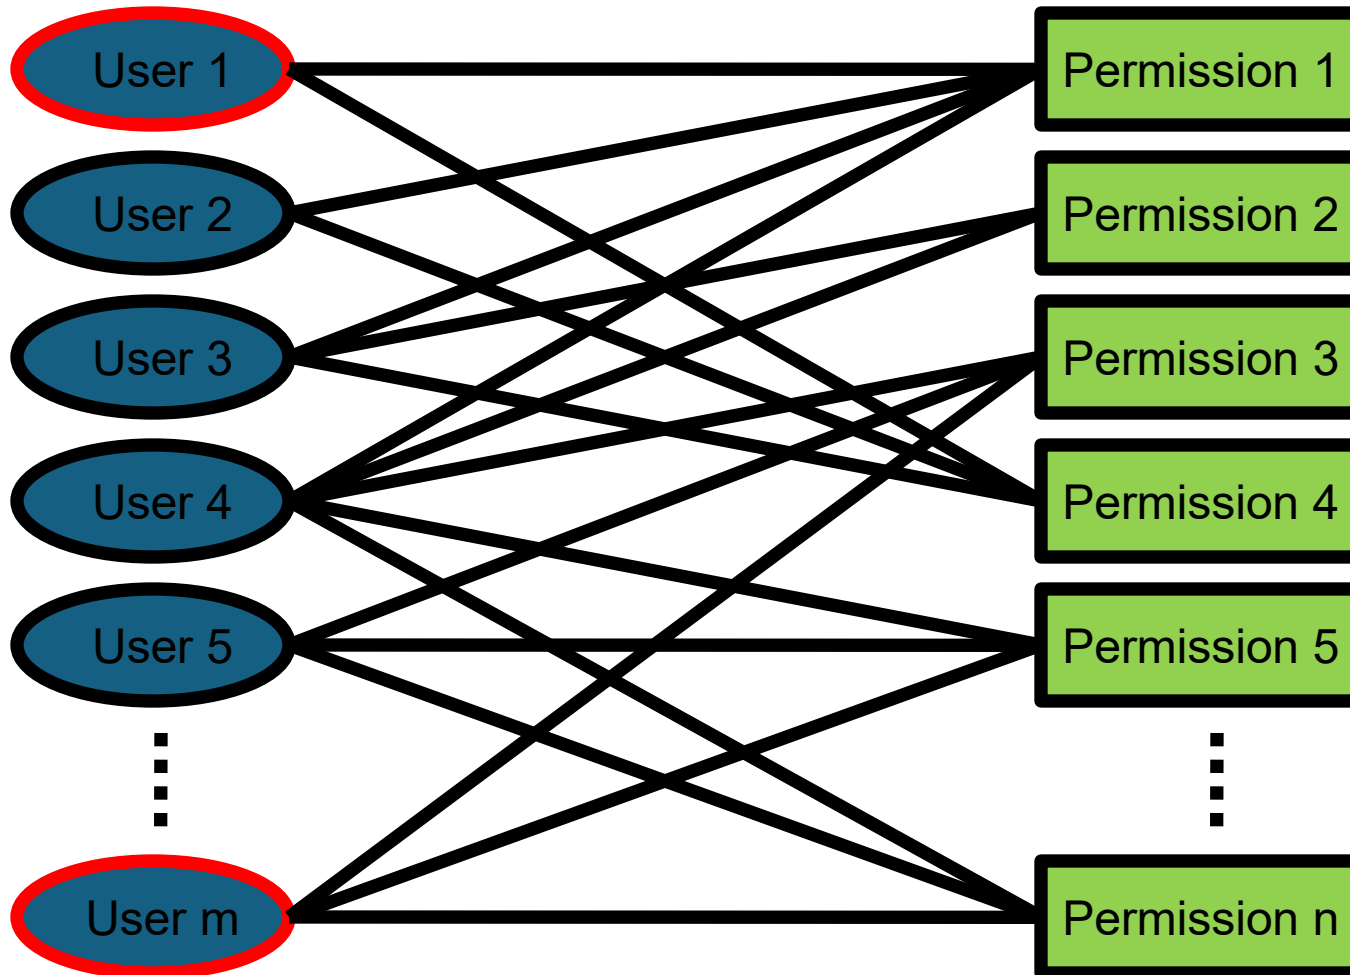 User 1
Permission 1
User 2
Permission 2
User 3
Permission 3
User 4
Permission 4
User 5
Permission 5
User m
Permission n